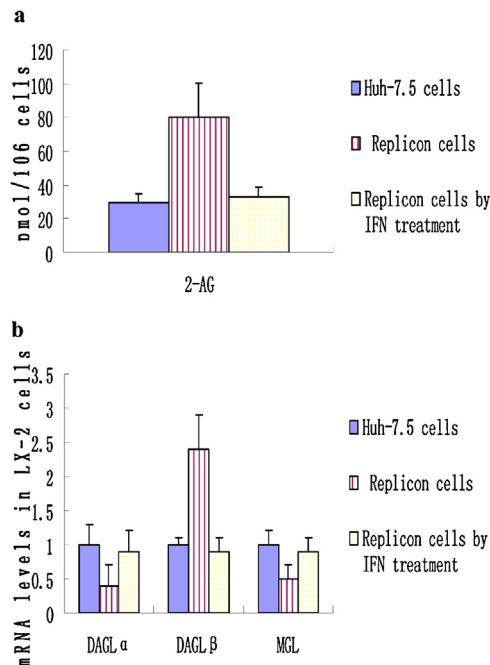 a
pmol/106 cells
120
100
80
60
40
20
0
2-AG
Huh-7.5 cells
Replicon cells
Replicon cells by
IFN treatment
b
mRNA levels in LX-2 cells
3.5
3
2.5
2
1.5
1
0.5
0
DAGL α
DAGL β
MGL
Huh-7.5 cells
Replicon cells
Replicon cells by
IFN treatment